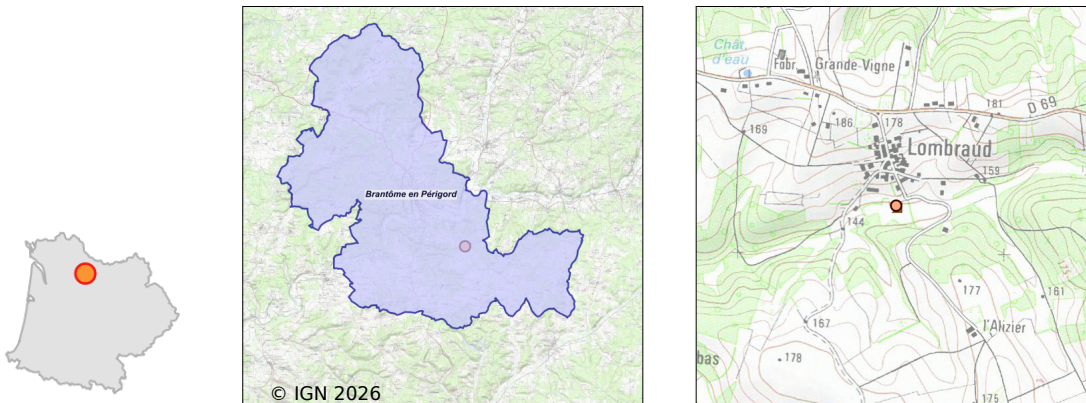 Brantôme en Périgord
© IGN 2026
Chât.
d'eau
Fabr.
Grande-Vigne
181
D 69
169
186
178
Lombraud
159
144
177
161
167
l'Alizier
178
bas
175